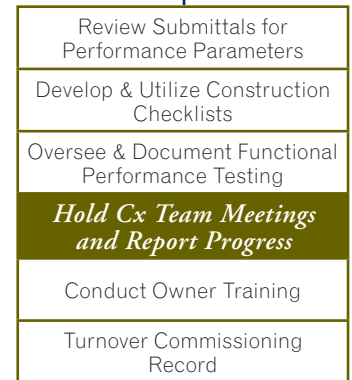 Review Submittals for
Performance Parameters
Develop & Utilize Construction
Checklists
Oversee & Document Functional
Performance Testing
Hold Cx Team Meetings
and Report Progress
Conduct Owner Training
Turnover Commissioning
Record